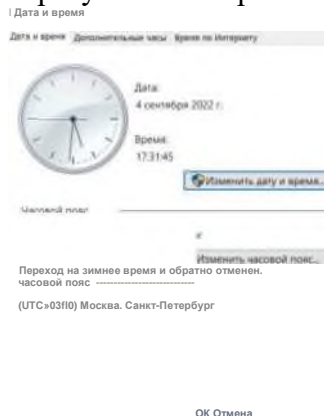 Дата и время
Дата и время Дополнительные часы Время по Интернету
Дата:
4 сентября 2022 г.
Время:
17:31:45
Изменить дату и время...
Часовой пояс
Изменить часовой пояс...
Переход на зимнее время и обратно отменен.
часовой пояс ----------------------------
(UTC»03fl0) Москва. Санкт-Петербург
ОК Отмена